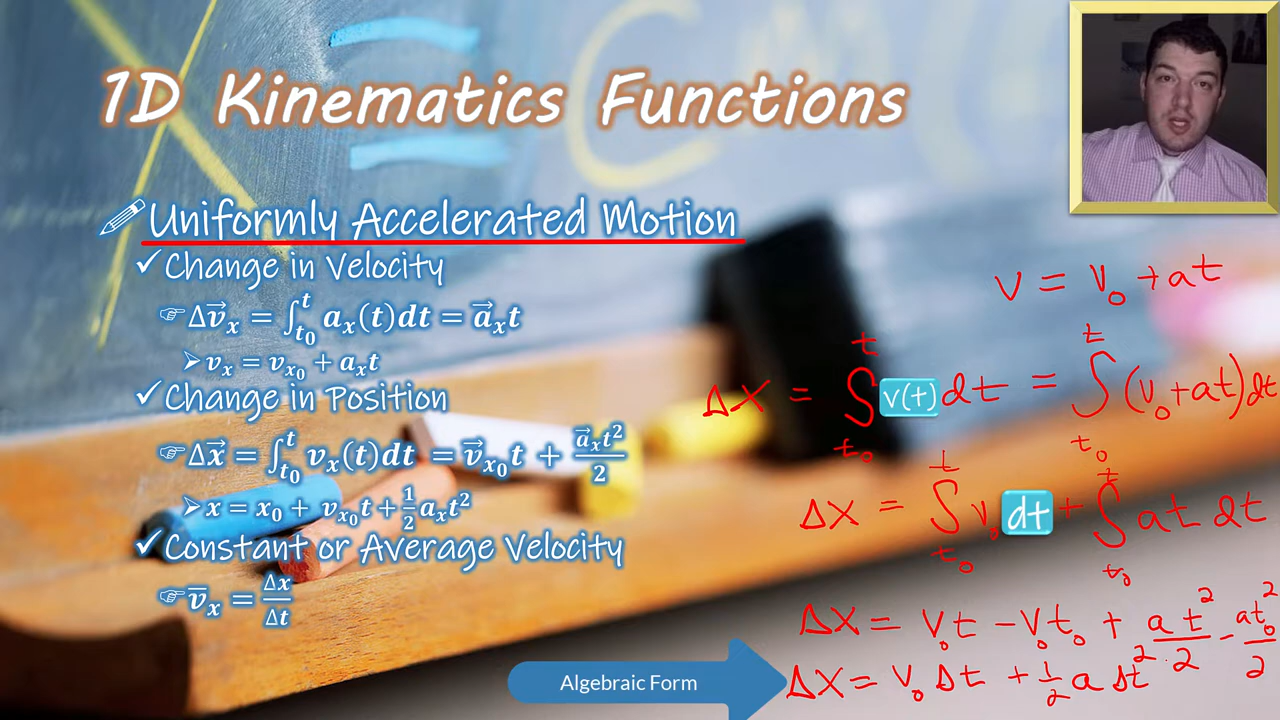 1D Kinematics Functions
Uniformly Accelerated Motion
✓Change in Velocity
☞Δv⃗ₓ = ∫ₜ₀ᵗ aₓ(t)dt = a⃗ₓt
➢vₓ = vₓ₀ + aₓt
✓Change in Position
☞Δx⃗ = ∫ₜ₀ᵗ vₓ(t)dt = v⃗ₓ₀t + a⃗ₓt²/2
➢x = x₀ + vₓ₀t + ½aₓt²
✓Constant or Average Velocity
☞v̄ₓ = Δx/Δt
v = v₀ + at
Δx = ∫ₜ₀ᵗ v(t) dt = ∫ₜ₀ᵗ (v₀+at)dt
Δx = ∫ₜ₀ᵗ v₀ dt + ∫ₜ₀ᵗ at dt
Δx = v₀t − v₀t₀ + at²/2 − at₀²/2
Algebraic Form
Δx = v₀Δt + ½aΔt²